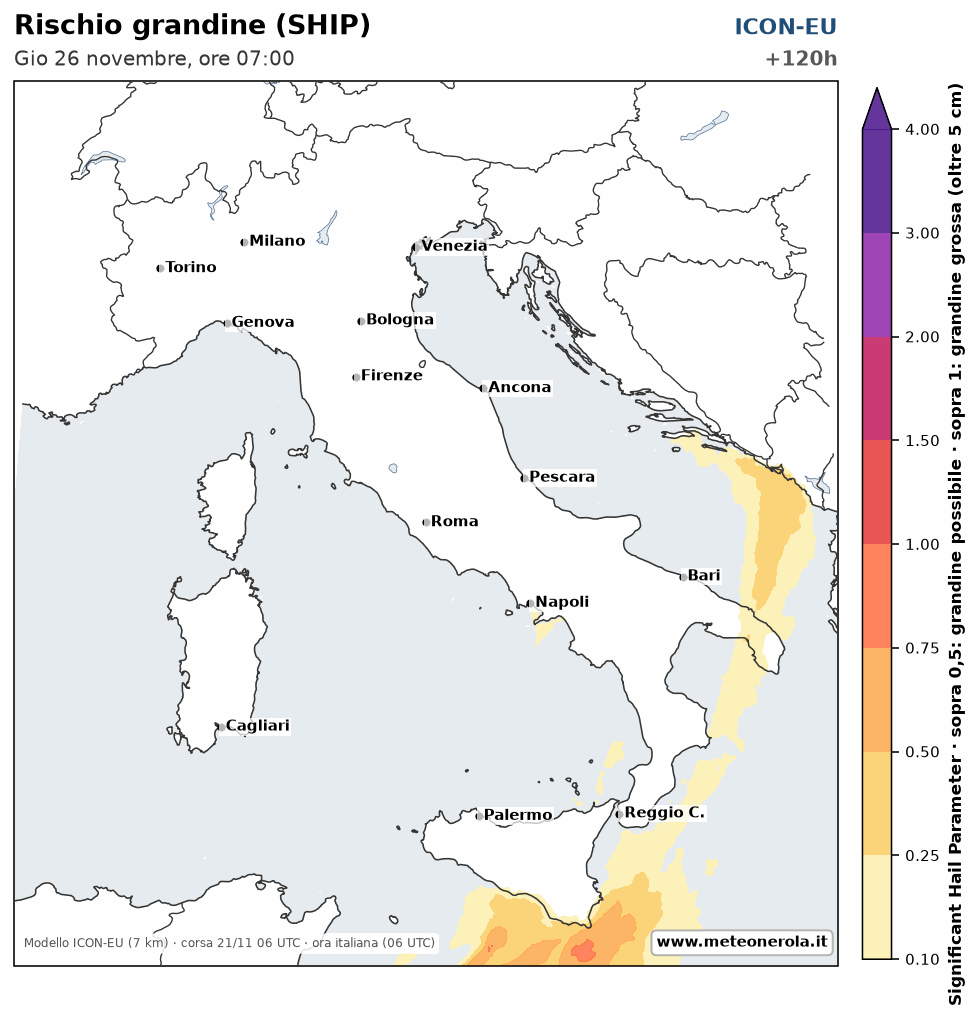 Rischio grandine (SHIP)
ICON-EU
Gio 26 novembre, ore 07:00
+120h
Milano
Venezia
Torino
Genova
Bologna
Firenze
Ancona
Pescara
Roma
Bari
Napoli
Cagliari
Palermo
Reggio C.
Modello ICON-EU (7 km) · corsa 21/11 06 UTC · ora italiana (06 UTC)
www.meteonerola.it
4.00
3.00
2.00
1.50
1.00
0.75
0.50
0.25
0.10
Significant Hail Parameter · sopra 0,5: grandine possibile · sopra 1: grandine grossa (oltre 5 cm)